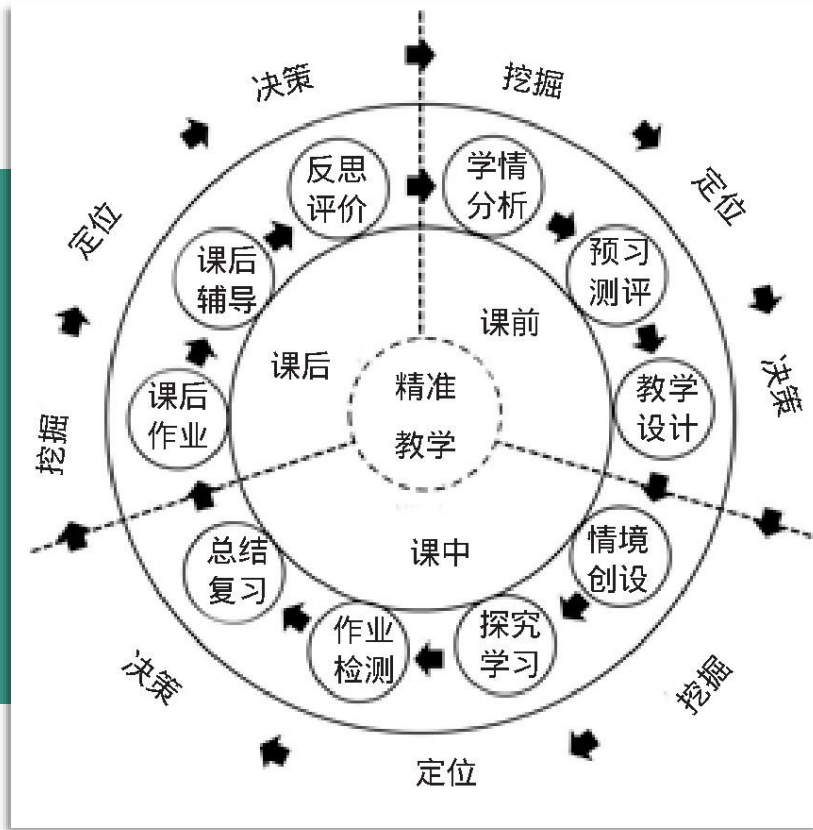 决策
挖掘
定位
决策
挖掘
定位
决策
挖掘
定位
反思
评价
学情
分析
预习
测评
教学
设计
情境
创设
探究
学习
作业
检测
总结
复习
课后
作业
课后
辅导
课前
课后
课中
精准
教学